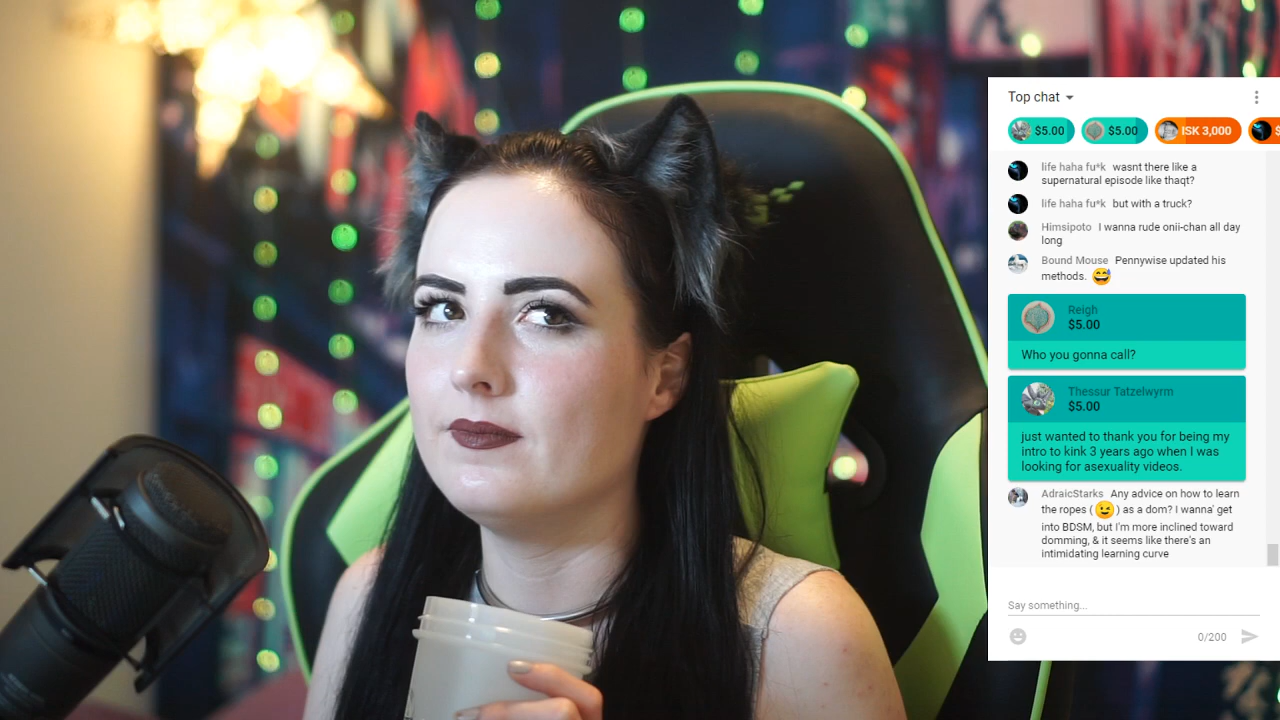 Top chat
$5.00 $5.00 ISK 3,000
life haha fu*k wasnt there like a
supernatural episode like thaqt?
life haha fu*k but with a truck?
Himsipoto I wanna rude onii-chan all day
long
Bound Mouse Pennywise updated his
methods. 😅
Reigh
$5.00
Who you gonna call?
Thessur Tatzelwyrm
$5.00
just wanted to thank you for being my
intro to kink 3 years ago when I was
looking for asexuality videos.
AdraicStarks Any advice on how to learn
the ropes (😉) as a dom? I wanna' get
into BDSM, but I'm more inclined toward
domming, & it seems like there's an
intimidating learning curve
Say something...
0/200